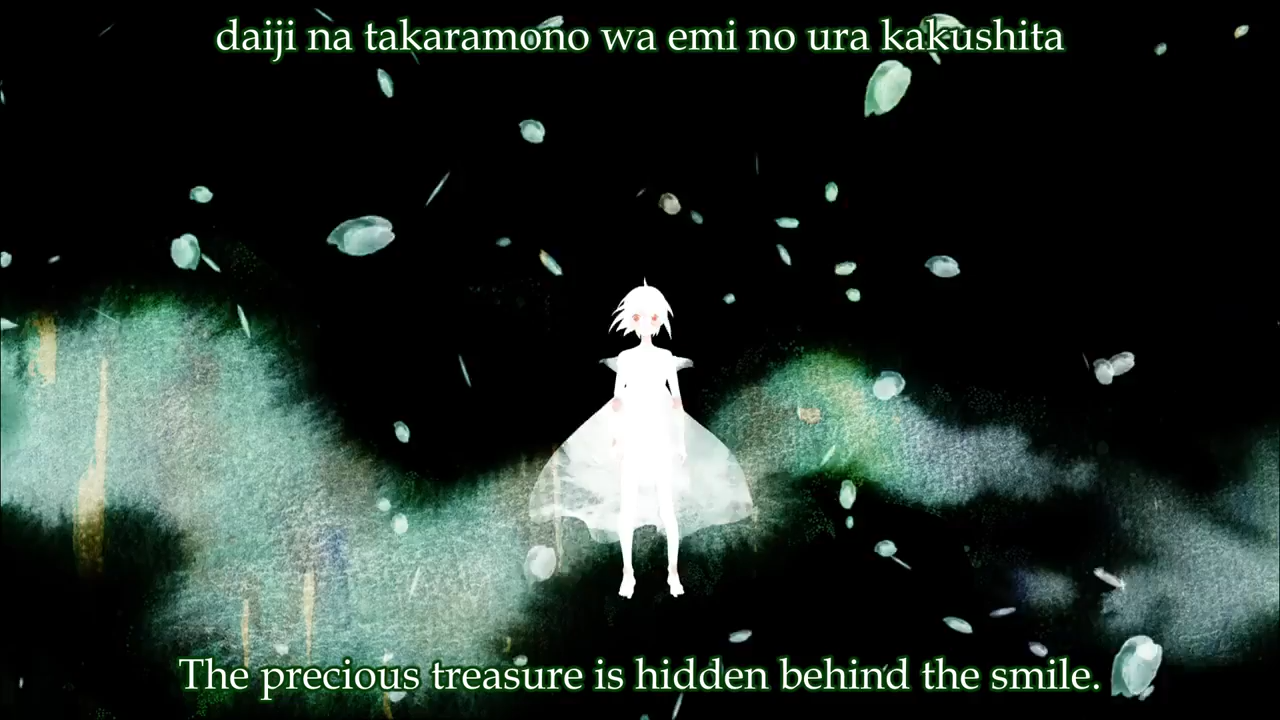 daiji na takaramono wa emi no ura kakushita
The precious treasure is hidden behind the smile.